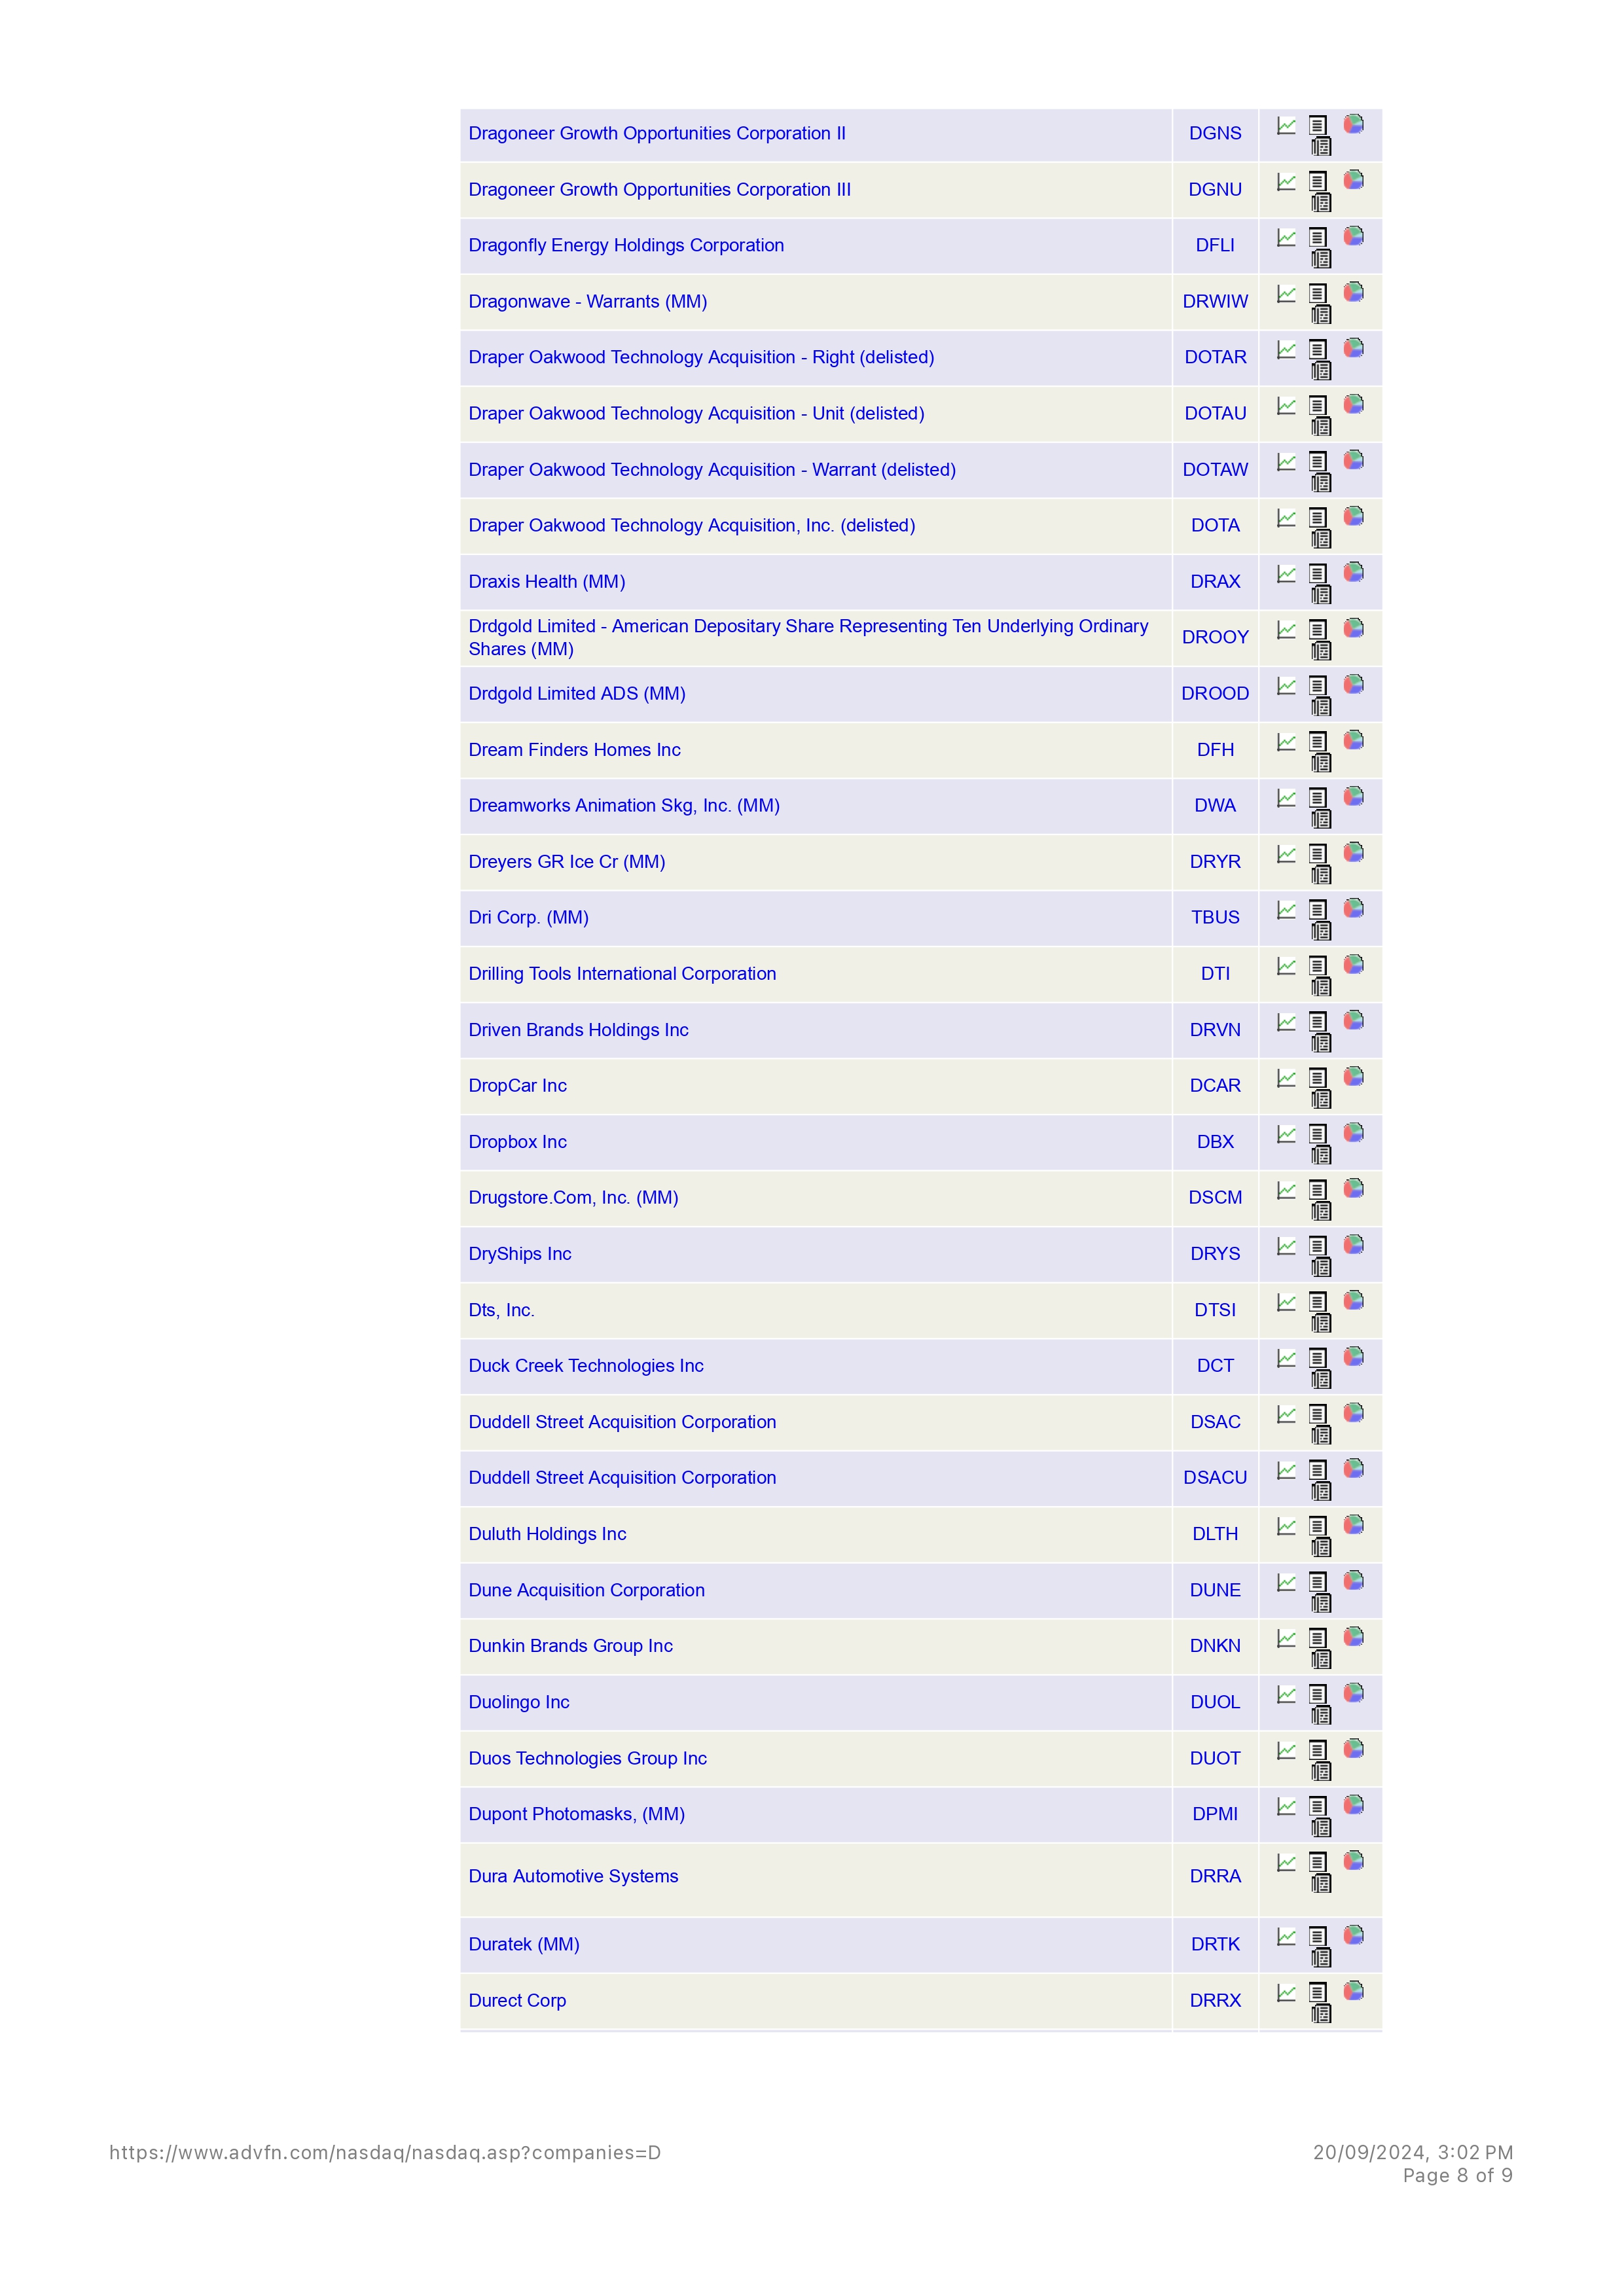 Dragoneer Growth Opportunities Corporation II DGNS
Dragoneer Growth Opportunities Corporation III DGNU
Dragonfly Energy Holdings Corporation DFLI
Dragonwave - Warrants (MM) DRWIW
Draper Oakwood Technology Acquisition - Right (delisted) DOTAR
Draper Oakwood Technology Acquisition - Unit (delisted) DOTAU
Draper Oakwood Technology Acquisition - Warrant (delisted) DOTAW
Draper Oakwood Technology Acquisition, Inc. (delisted) DOTA
Draxis Health (MM) DRAX
Drdgold Limited - American Depositary Share Representing Ten Underlying Ordinary
Shares (MM) DROOY
Drdgold Limited ADS (MM) DROOD
Dream Finders Homes Inc DFH
Dreamworks Animation Skg, Inc. (MM) DWA
Dreyers GR Ice Cr (MM) DRYR
Dri Corp. (MM) TBUS
Drilling Tools International Corporation DTI
Driven Brands Holdings Inc DRVN
DropCar Inc DCAR
Dropbox Inc DBX
Drugstore.Com, Inc. (MM) DSCM
DryShips Inc DRYS
Dts, Inc. DTSI
Duck Creek Technologies Inc DCT
Duddell Street Acquisition Corporation DSAC
Duddell Street Acquisition Corporation DSACU
Duluth Holdings Inc DLTH
Dune Acquisition Corporation DUNE
Dunkin Brands Group Inc DNKN
Duolingo Inc DUOL
Duos Technologies Group Inc DUOT
Dupont Photomasks, (MM) DPMI
Dura Automotive Systems DRRA
Duratek (MM) DRTK
Durect Corp DRRX
https://www.advfn.com/nasdaq/nasdaq.asp?companies=D 20/09/2024, 3:02 PM
Page 8 of 9